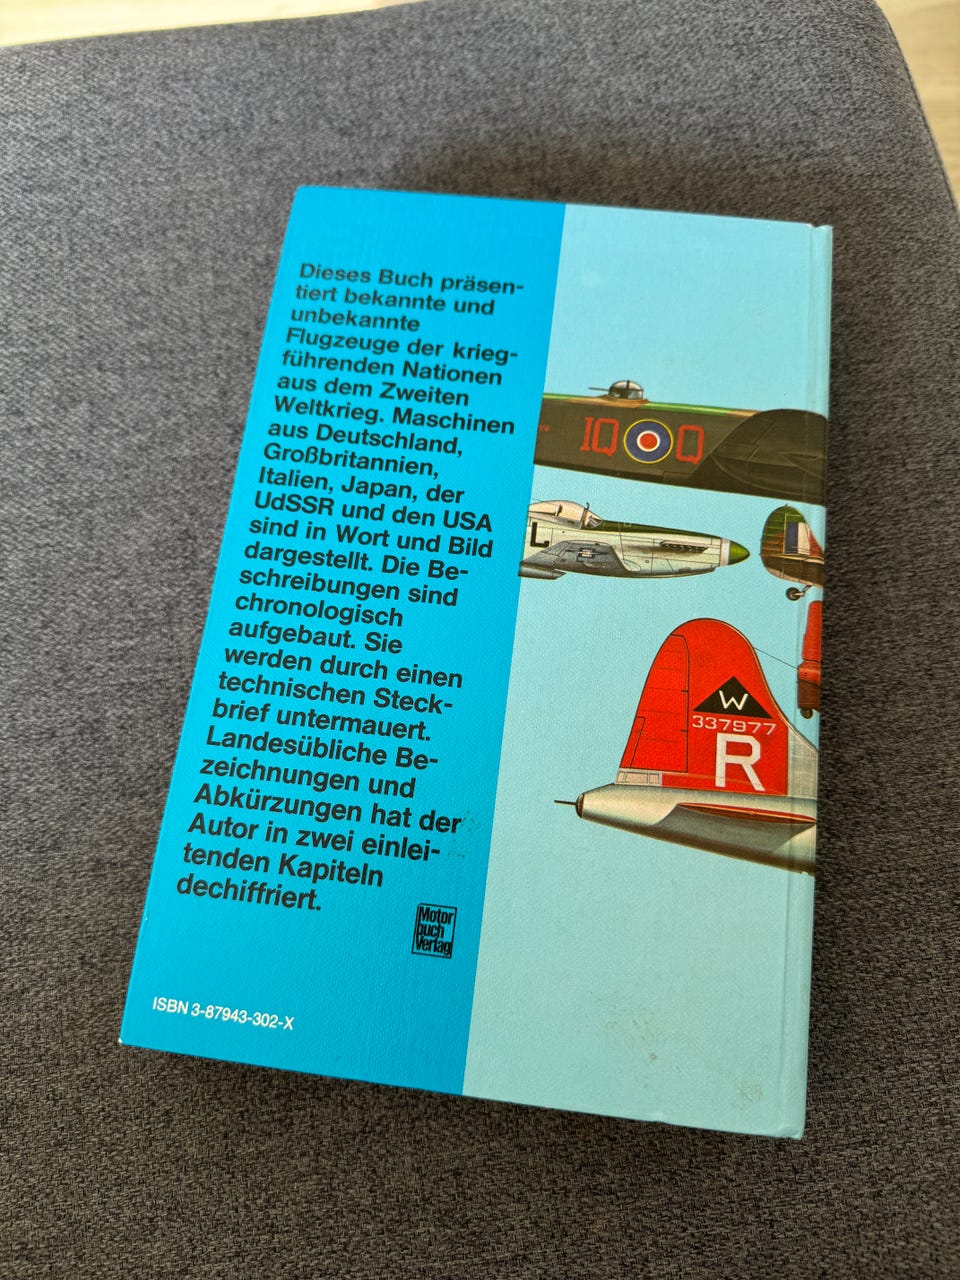 Dieses Buch präsen-
tiert bekannte und
unbekannte
Flugzeuge der krieg-
führenden Nationen
aus dem Zweiten
Weltkrieg. Maschinen
aus Deutschland,
Großbritannien,
Italien, Japan, der
UdSSR und den USA
sind in Wort und Bild
dargestellt. Die Be-
schreibungen sind
chronologisch
aufgebaut. Sie
werden durch einen
technischen Steck-
brief untermauert.
Landesübliche Be-
zeichnungen und
Abkürzungen hat der
Autor in zwei einlei-
tenden Kapiteln
dechiffriert.
Motor
buch
Verlag
ISBN 3-87943-302-X
IQ Q
L
W
337977
R